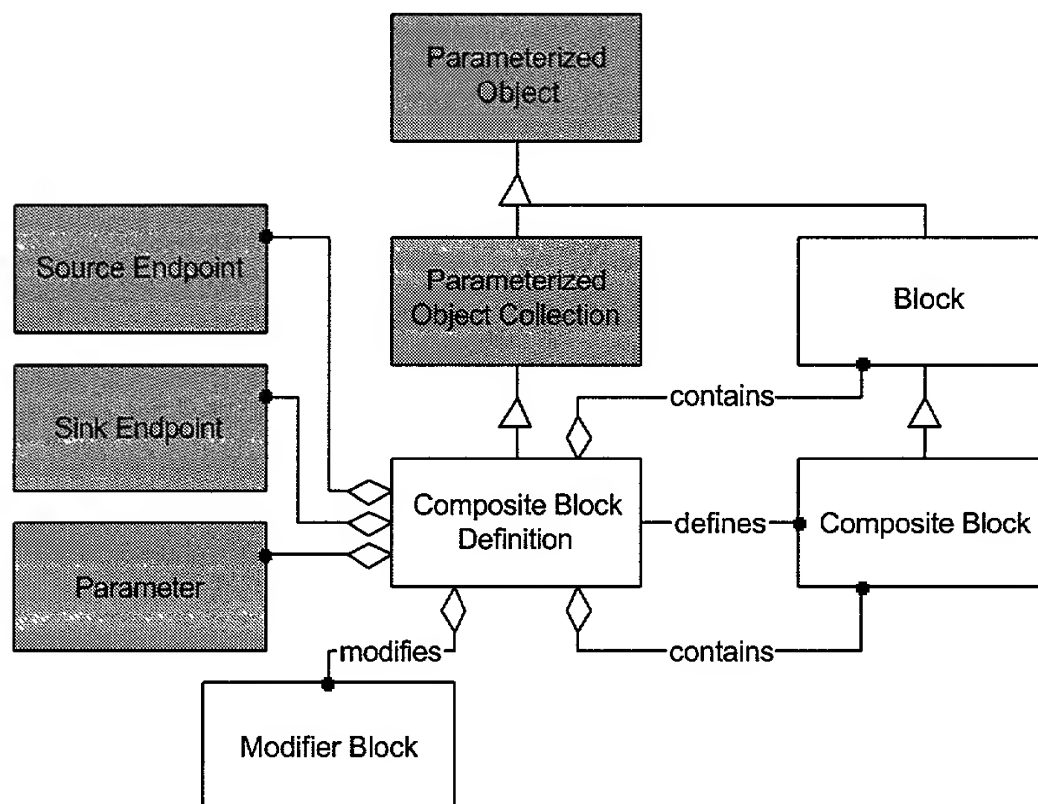 Parameterized
Object
Source Endpoint
Parameterized
Object Collection
Block
contains
Sink Endpoint
Composite Block
Definition
defines
Composite Block
Parameter
modifies
contains
Modifier Block